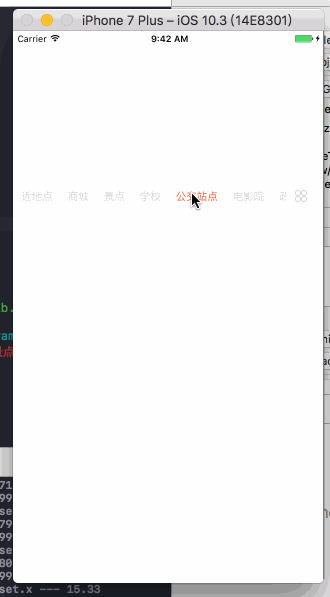 iPhone 7 Plus – iOS 10.3 (14E8301)
Carrier 9:42 AM
近地点 商城 景点 学校 公交站点 电影院
b.
set.x --- 15.33